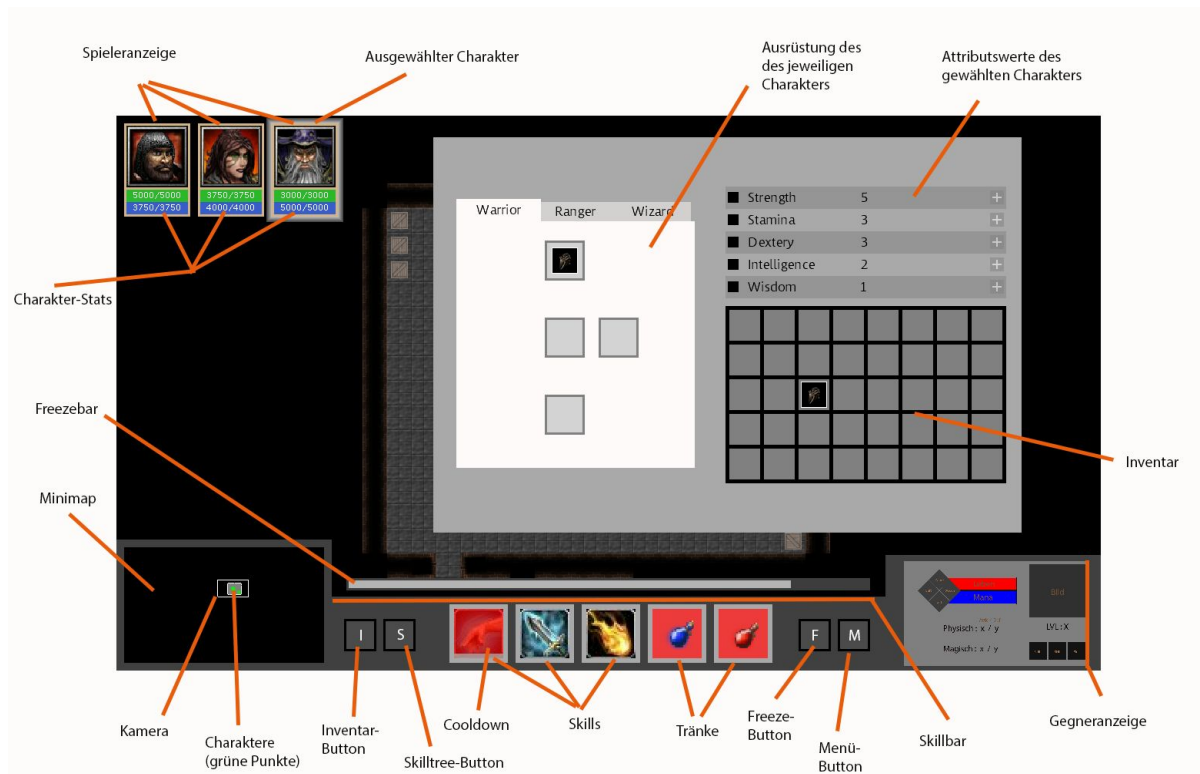 Spieleranzeige
Ausgewählter Charakter
Ausrüstung des
des jeweiligen
Charakters
Attributswerte des
gewählten Charakters
5000/5000
3750/3750
3750/3750
4000/4000
3000/3000
5000/5000
Warrior
Ranger
Wizard
Strength 5 +
Stamina 3 +
Dextery 3 +
Intelligence 2 +
Wisdom 1 +
Charakter-Stats
Freezebar
Inventar
Minimap
Mana
Bild
Physisch: x / y
LVL: X
Magisch: x / y
I
S
F
M
Kamera
Charaktere
(grüne Punkte)
Inventar-
Button
Skilltree-Button
Cooldown
Skills
Tränke
Freeze-
Button
Menü-
Button
Skillbar
Gegneranzeige